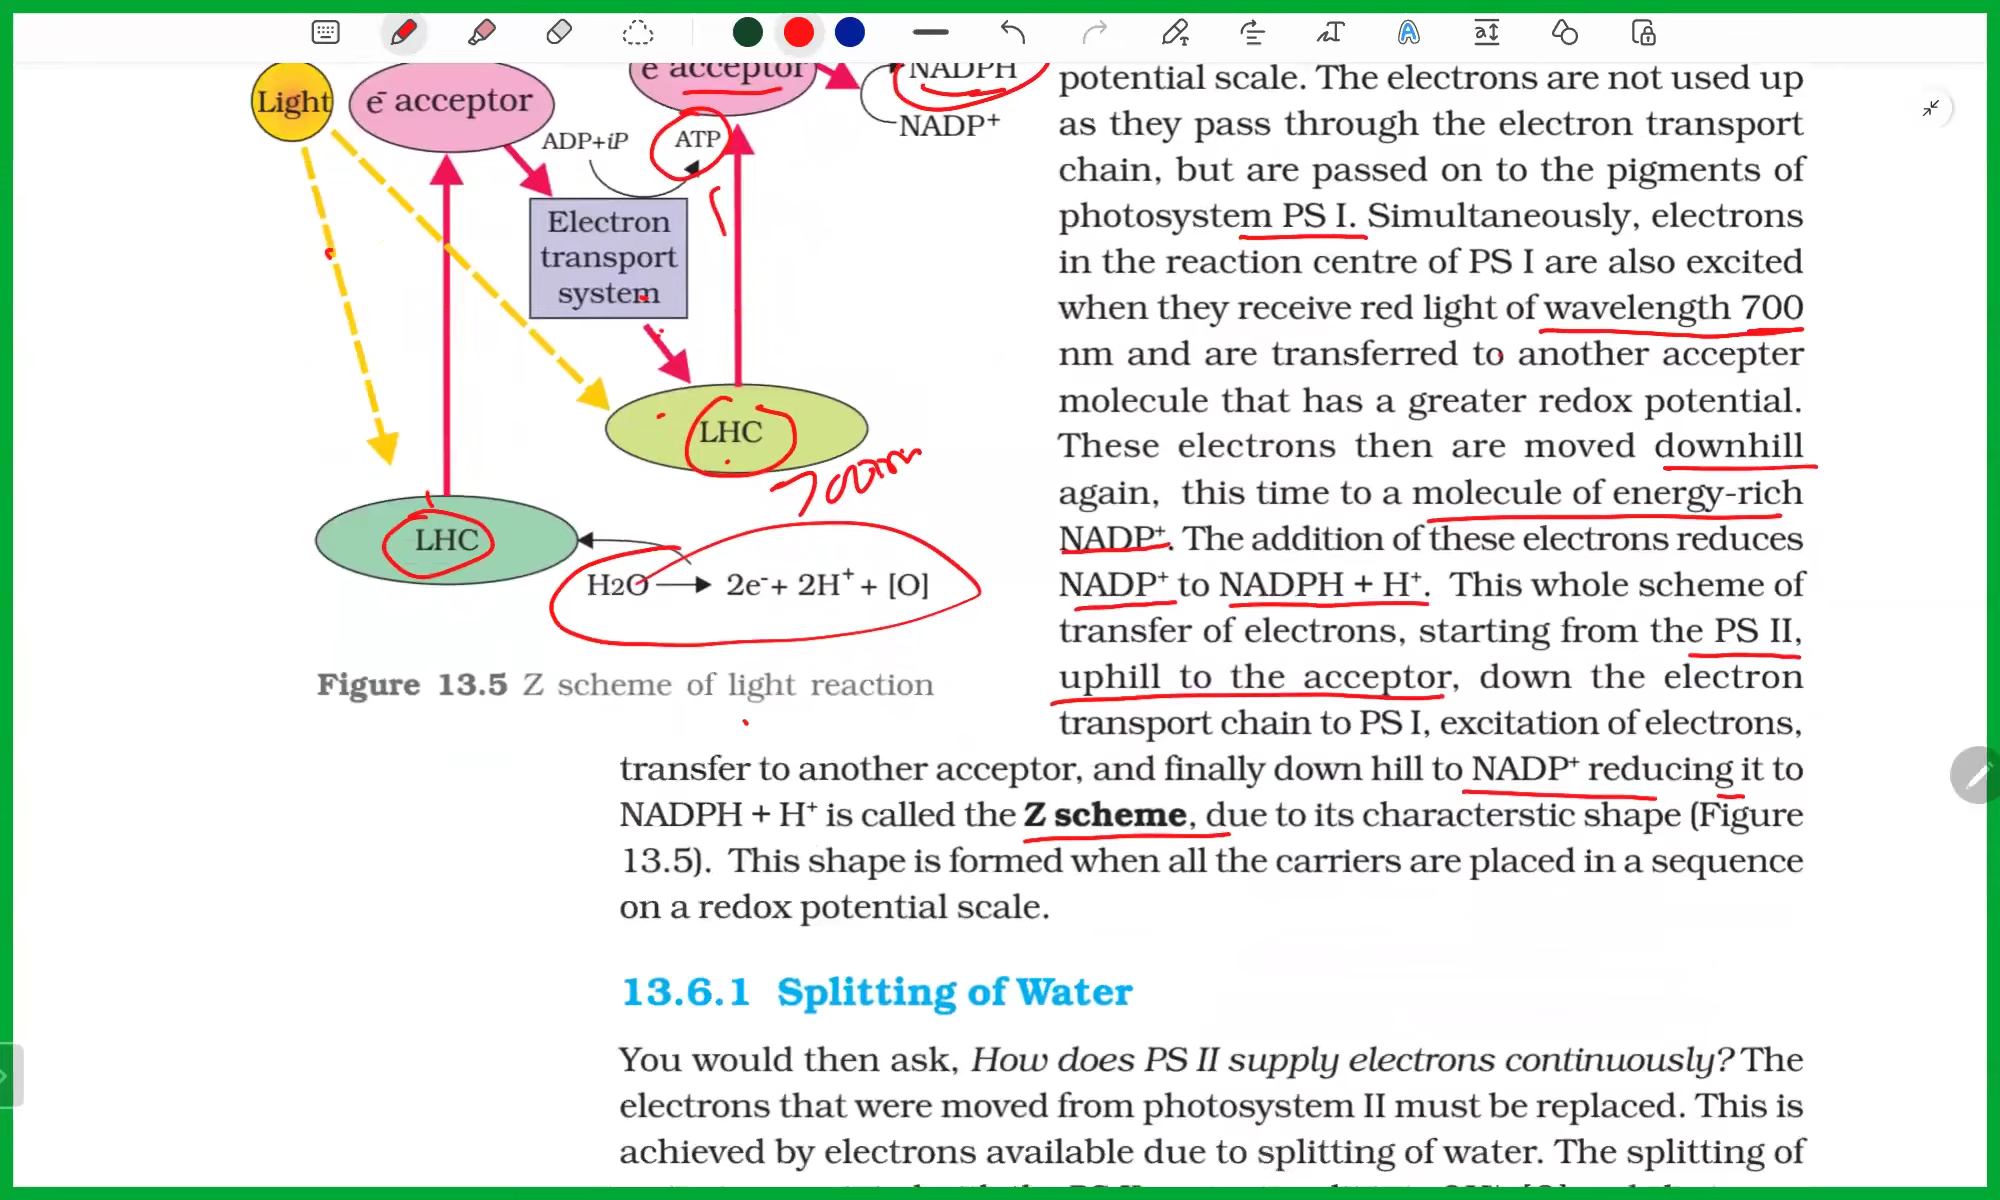 e acceptor
NADPH
Light
e⁻ acceptor
ADP+iP
ATP
NADP⁺
Electron
transport
system
LHC
700nm
LHC
H2O → 2e⁻+ 2H⁺ + [O]
Figure 13.5 Z scheme of light reaction
potential scale. The electrons are not used up
as they pass through the electron transport
chain, but are passed on to the pigments of
photosystem PS I. Simultaneously, electrons
in the reaction centre of PS I are also excited
when they receive red light of wavelength 700
nm and are transferred to another accepter
molecule that has a greater redox potential.
These electrons then are moved downhill
again, this time to a molecule of energy-rich
NADP⁺. The addition of these electrons reduces
NADP⁺ to NADPH + H⁺. This whole scheme of
transfer of electrons, starting from the PS II,
uphill to the acceptor, down the electron
transport chain to PS I, excitation of electrons,
transfer to another acceptor, and finally down hill to NADP⁺ reducing it to
NADPH + H⁺ is called the Z scheme, due to its characterstic shape (Figure
13.5). This shape is formed when all the carriers are placed in a sequence
on a redox potential scale.
13.6.1 Splitting of Water
You would then ask, How does PS II supply electrons continuously? The
electrons that were moved from photosystem II must be replaced. This is
achieved by electrons available due to splitting of water. The splitting of